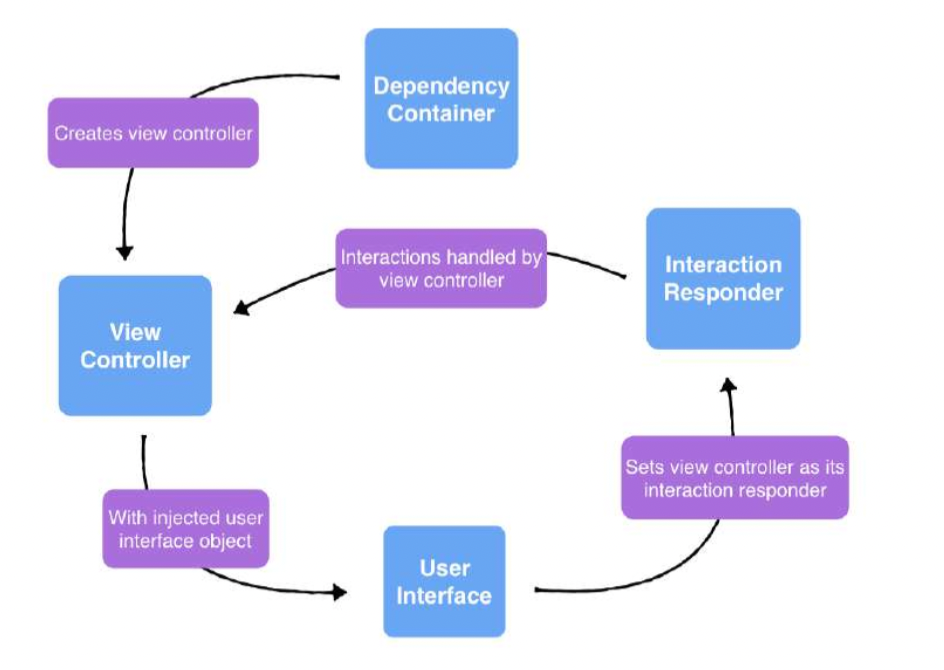 Dependency
Container
Creates view controller
Interactions handled by
view controller
Interaction
Responder
View
Controller
Sets view controller as its
interaction responder
With injected user
interface object
User
Interface